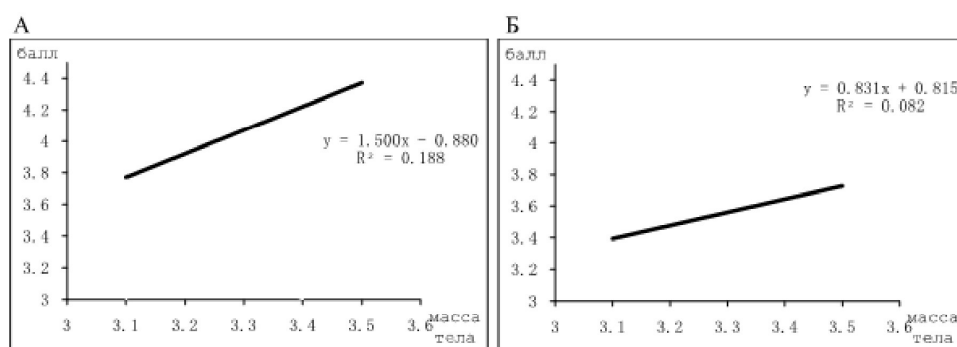 А
балл
4.4
4.2
4
3.8
3.6
3.4
3.2
3
y = 1.500x − 0.880
R² = 0.188
3 3.1 3.2 3.3 3.4 3.5 3.6
масса
тела
Б
балл
4.4
4.2
4
3.8
3.6
3.4
3.2
3
y = 0.831x + 0.815
R² = 0.082
3 3.1 3.2 3.3 3.4 3.5 3.6
масса
тела